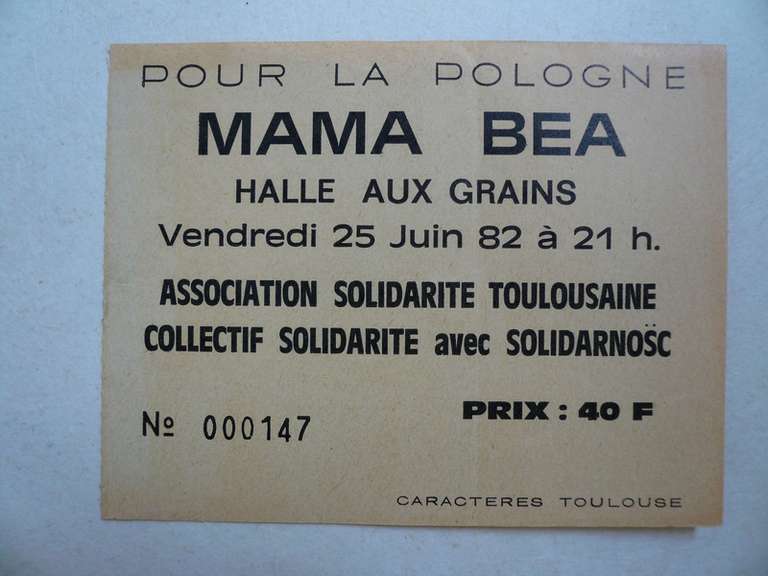 POUR LA POLOGNE
MAMA BEA
HALLE AUX GRAINS
Vendredi 25 Juin 82 à 21 h.
ASSOCIATION SOLIDARITE TOULOUSAINE
COLLECTIF SOLIDARITE avec SOLIDARNOS̈C
Nº 000147
PRIX : 40 F
CARACTERES TOULOUSE